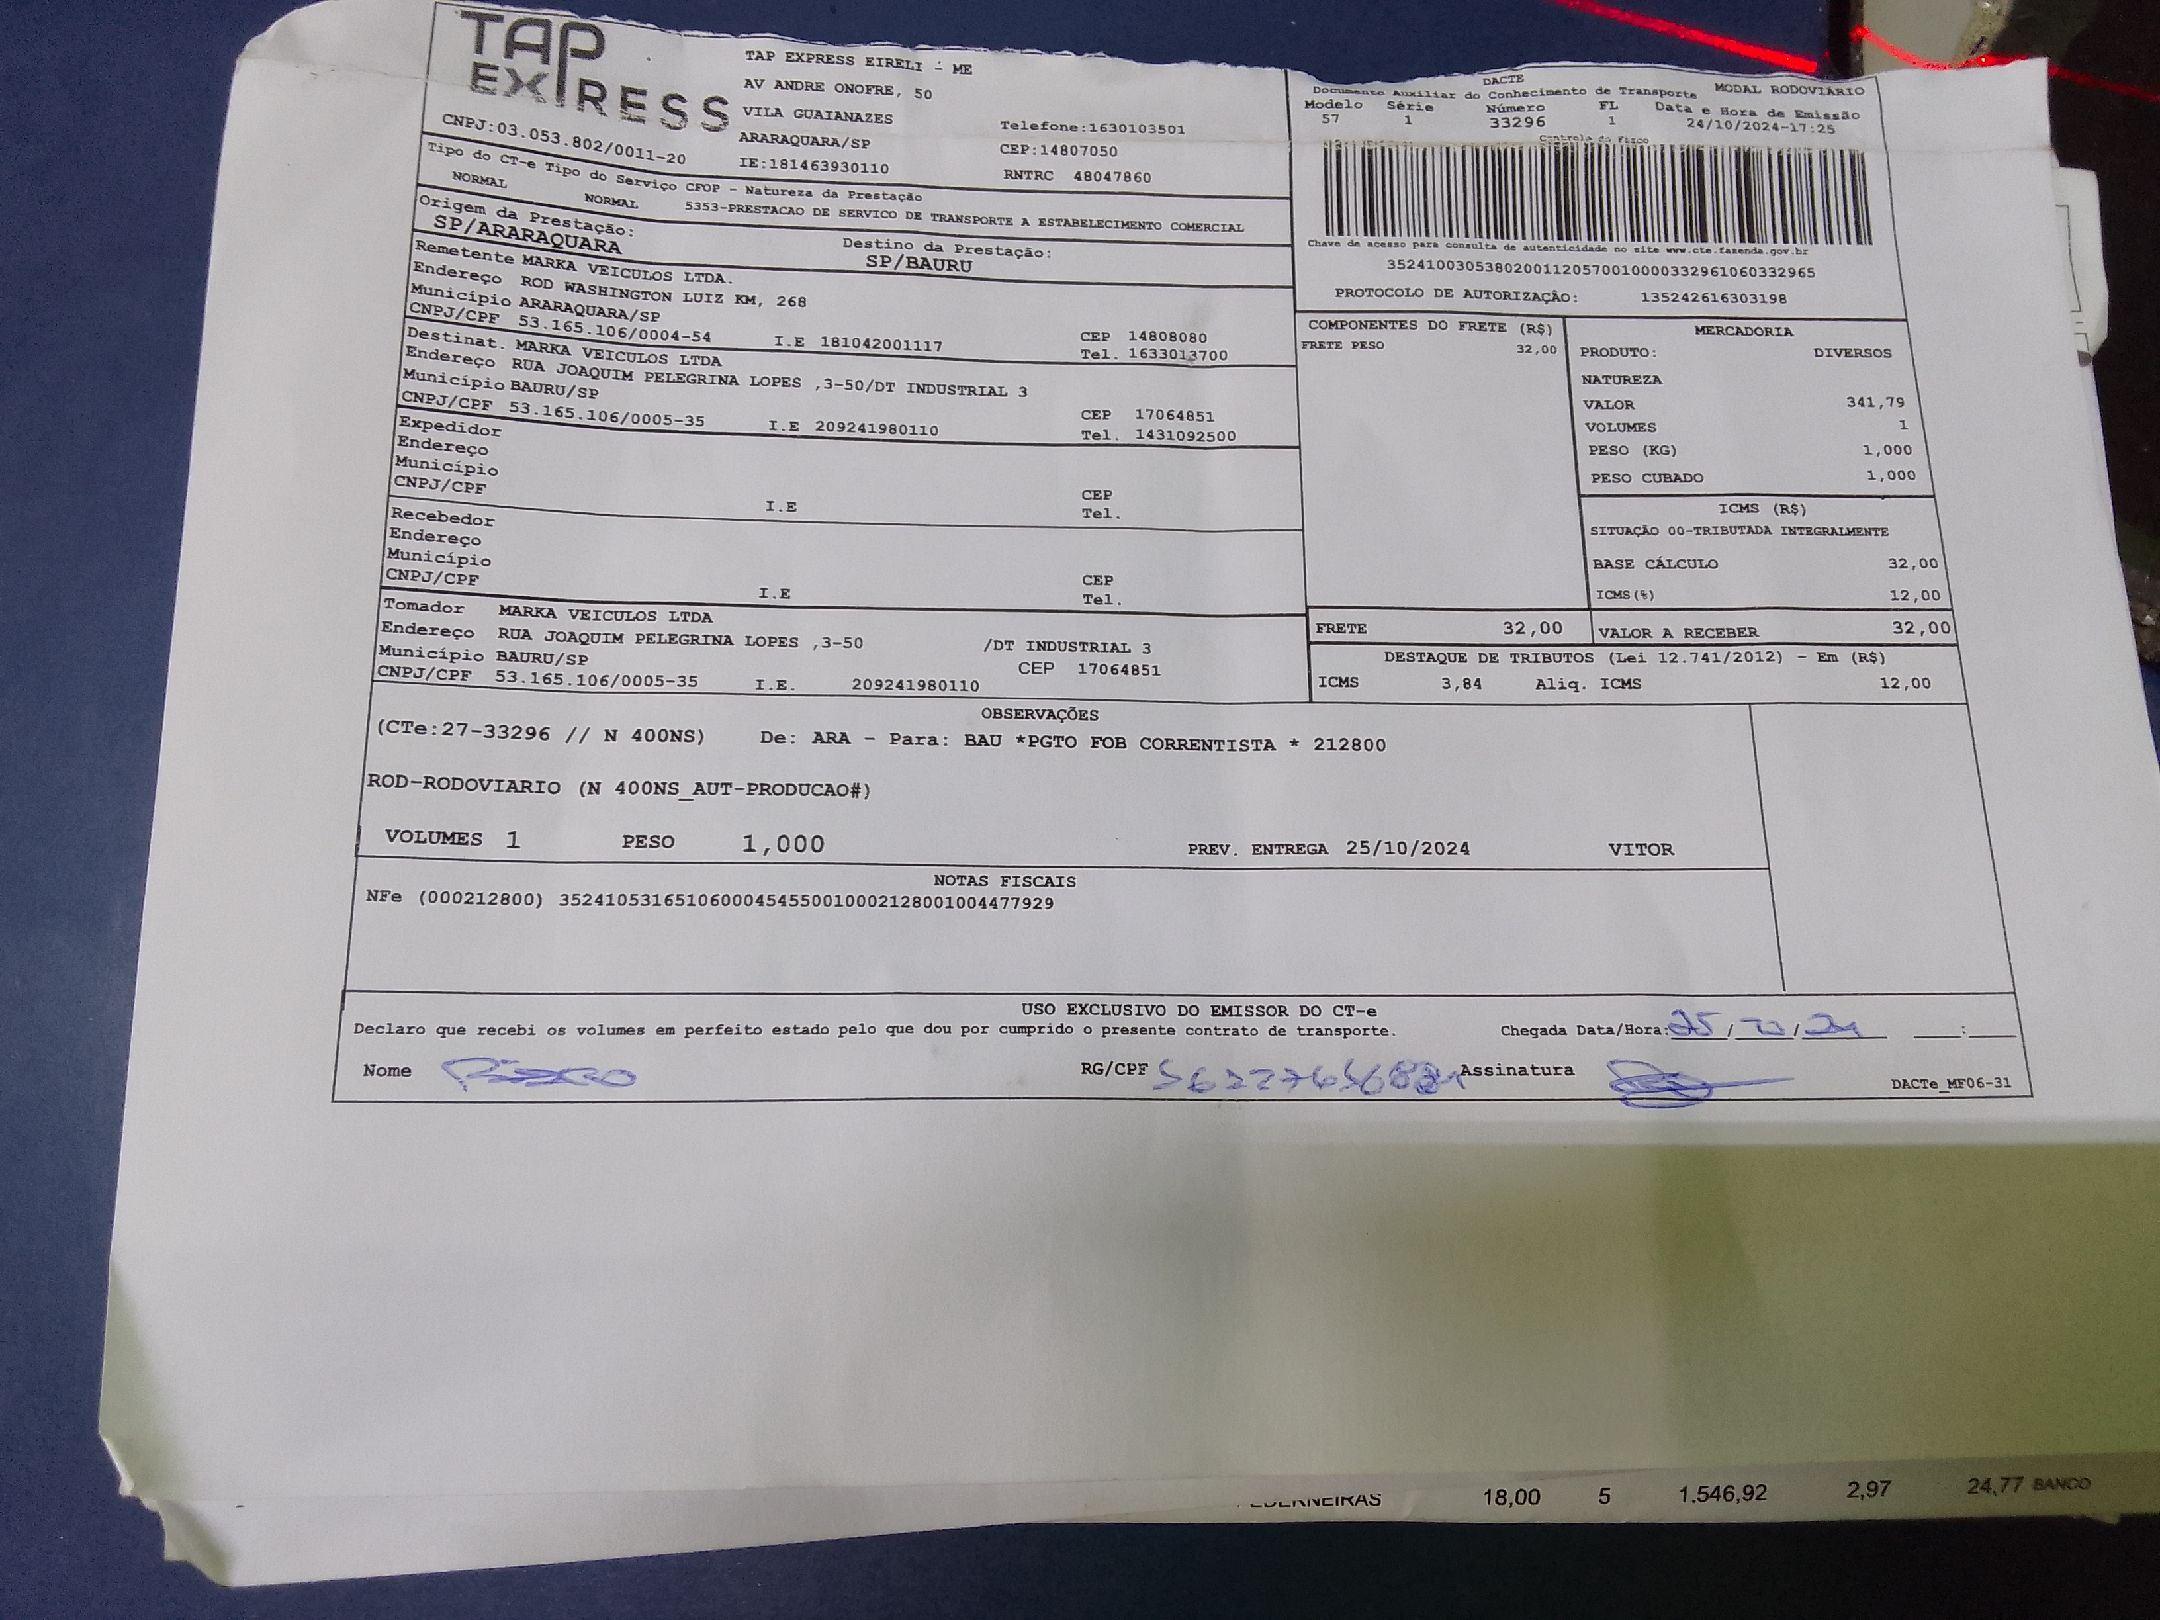 TAP EXPRESS
TAP EXPRESS EIRELI - ME
AV ANDRE ONOFRE, 50
VILA GUAIANAZES
Telefone:1630103501
CNPJ:03.053.802/0011-20
ARARAQUARA/SP
CEP:14807050
IE:181463930110
RNTRC 48047860
DACTE
Documento Auxiliar do Conhecimento de Transporte MODAL RODOVIARIO
Modelo Série Número FL Data e Hora de Emissão
57 1 33296 1 24/10/2024-17:25
Controle do Fisco
Chave de acesso para consulta de autenticidade no site www.cte.fazenda.gov.br
35241003053802001120570010000332961060332965
PROTOCOLO DE AUTORIZAÇÃO: 135242616303198
Tipo do CT-e Tipo do Serviço CFOP - Natureza da Prestação
NORMAL NORMAL 5353-PRESTACAO DE SERVICO DE TRANSPORTE A ESTABELECIMENTO COMERCIAL
Origem da Prestação: Destino da Prestação:
SP/ARARAQUARA SP/BAURU
Remetente MARKA VEICULOS LTDA.
Endereço ROD WASHINGTON LUIZ KM, 268
Município ARARAQUARA/SP CEP 14808080
CNPJ/CPF 53.165.106/0004-54 I.E 181042001117 Tel. 1633013700
Destinat. MARKA VEICULOS LTDA
Endereço RUA JOAQUIM PELEGRINA LOPES ,3-50/DT INDUSTRIAL 3
Município BAURU/SP CEP 17064851
CNPJ/CPF 53.165.106/0005-35 I.E 209241980110 Tel. 1431092500
Expedidor
Endereço
Município CEP
CNPJ/CPF I.E Tel.
Recebedor
Endereço
Município CEP
CNPJ/CPF I.E Tel.
Tomador MARKA VEICULOS LTDA
Endereço RUA JOAQUIM PELEGRINA LOPES ,3-50 /DT INDUSTRIAL 3
Município BAURU/SP CEP 17064851
CNPJ/CPF 53.165.106/0005-35 I.E. 209241980110
COMPONENTES DO FRETE (R$)
FRETE PESO 32,00
MERCADORIA
PRODUTO: DIVERSOS
NATUREZA
VALOR 341,79
VOLUMES 1
PESO (KG) 1,000
PESO CUBADO 1,000
ICMS (R$)
SITUAÇÃO 00-TRIBUTADA INTEGRALMENTE
BASE CÁLCULO 32,00
ICMS(%) 12,00
FRETE 32,00 VALOR A RECEBER 32,00
DESTAQUE DE TRIBUTOS (Lei 12.741/2012) - Em (R$)
ICMS 3,84 Aliq. ICMS 12,00
OBSERVAÇÕES
(CTe:27-33296 // N 400NS) De: ARA - Para: BAU *PGTO FOB CORRENTISTA * 212800
ROD-RODOVIARIO (N 400NS_AUT-PRODUCAO#)
VOLUMES 1 PESO 1,000 PREV. ENTREGA 25/10/2024 VITOR
NOTAS FISCAIS
NFe (000212800) 35241053165106000454550010002128001004477929
USO EXCLUSIVO DO EMISSOR DO CT-e
Declaro que recebi os volumes em perfeito estado pelo que dou por cumprido o presente contrato de transporte. Chegada Data/Hora: 25/10/24 :
Nome RG/CPF Assinatura
DACTe_MF06-31
18,00 5 1.546,92 2,97 24,77 BANCO